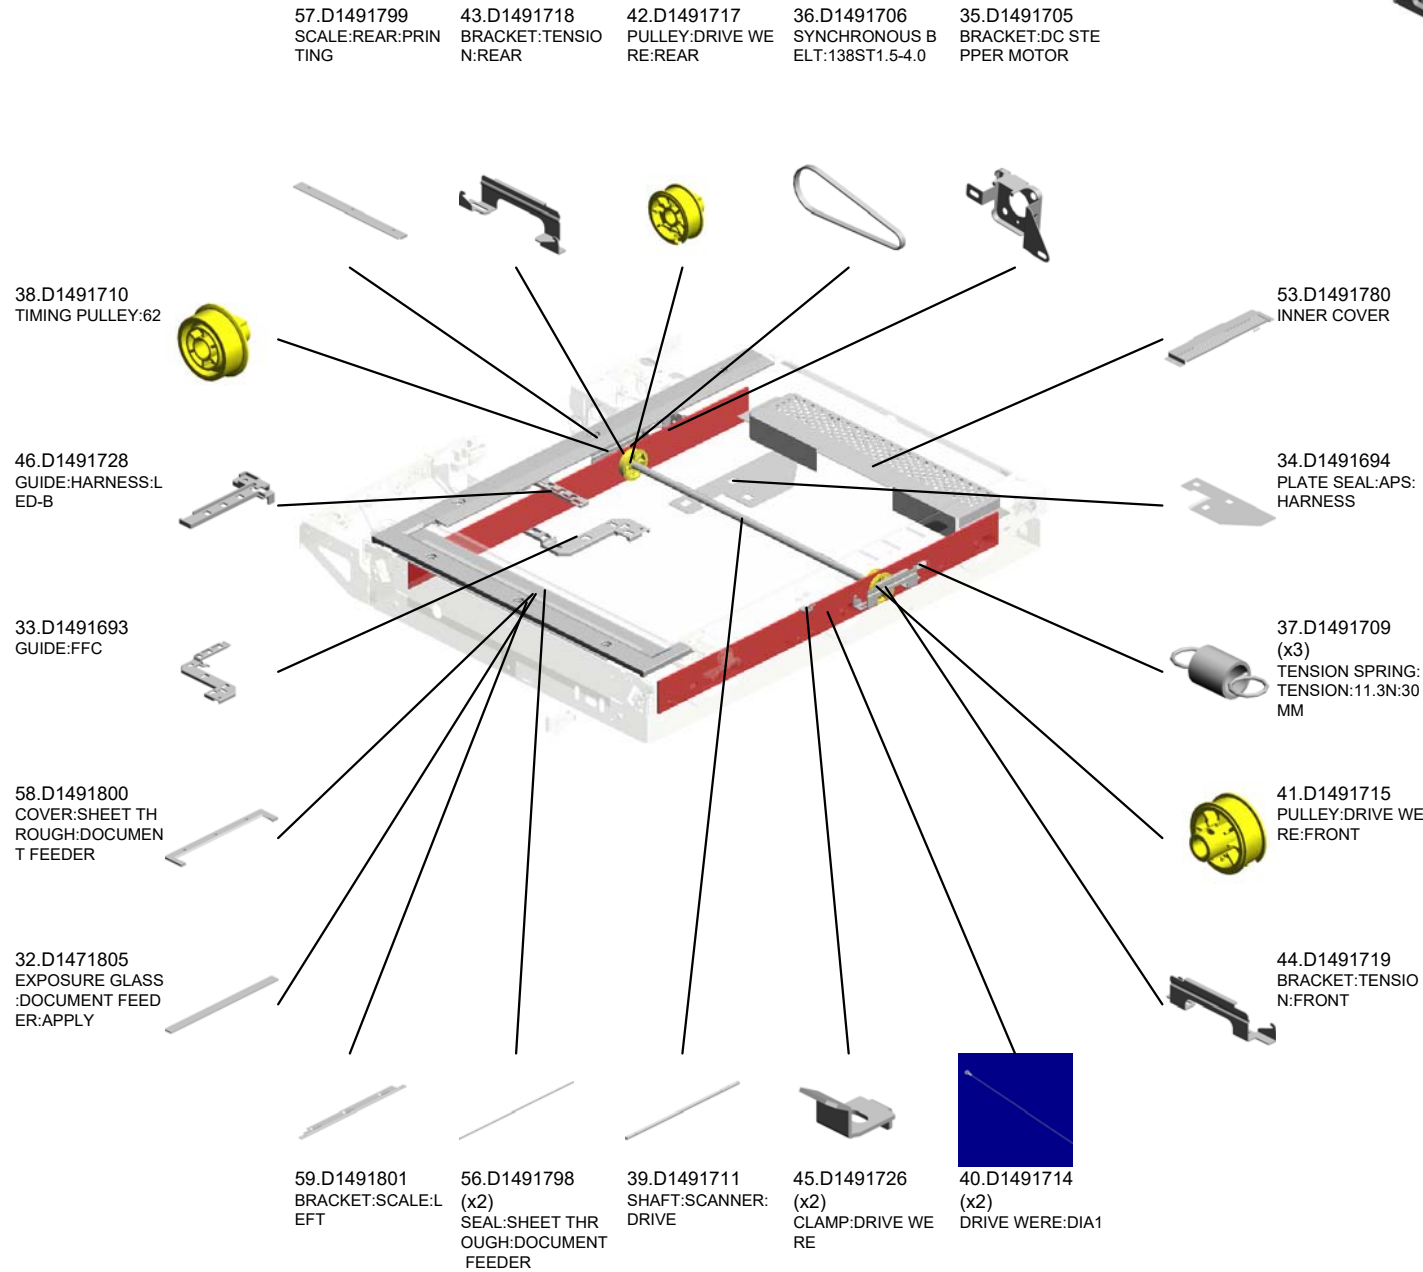 57.D1491799
SCALE:REAR:PRIN
TING
43.D1491718
BRACKET:TENSIO
N:REAR
42.D1491717
PULLEY:DRIVE WE
RE:REAR
36.D1491706
SYNCHRONOUS B
ELT:138ST1.5-4.0
35.D1491705
BRACKET:DC STE
PPER MOTOR
38.D1491710
TIMING PULLEY:62
53.D1491780
INNER COVER
46.D1491728
GUIDE:HARNESS:L
ED-B
34.D1491694
PLATE SEAL:APS:
HARNESS
33.D1491693
GUIDE:FFC
37.D1491709
(x3)
TENSION SPRING:
TENSION:11.3N:30
MM
58.D1491800
COVER:SHEET TH
ROUGH:DOCUMEN
T FEEDER
41.D1491715
PULLEY:DRIVE WE
RE:FRONT
32.D1471805
EXPOSURE GLASS
:DOCUMENT FEED
ER:APPLY
44.D1491719
BRACKET:TENSIO
N:FRONT
59.D1491801
BRACKET:SCALE:L
EFT
56.D1491798
(x2)
SEAL:SHEET THR
OUGH:DOCUMENT
FEEDER
39.D1491711
SHAFT:SCANNER:
DRIVE
45.D1491726
(x2)
CLAMP:DRIVE WE
RE
40.D1491714
(x2)
DRIVE WERE:DIA1